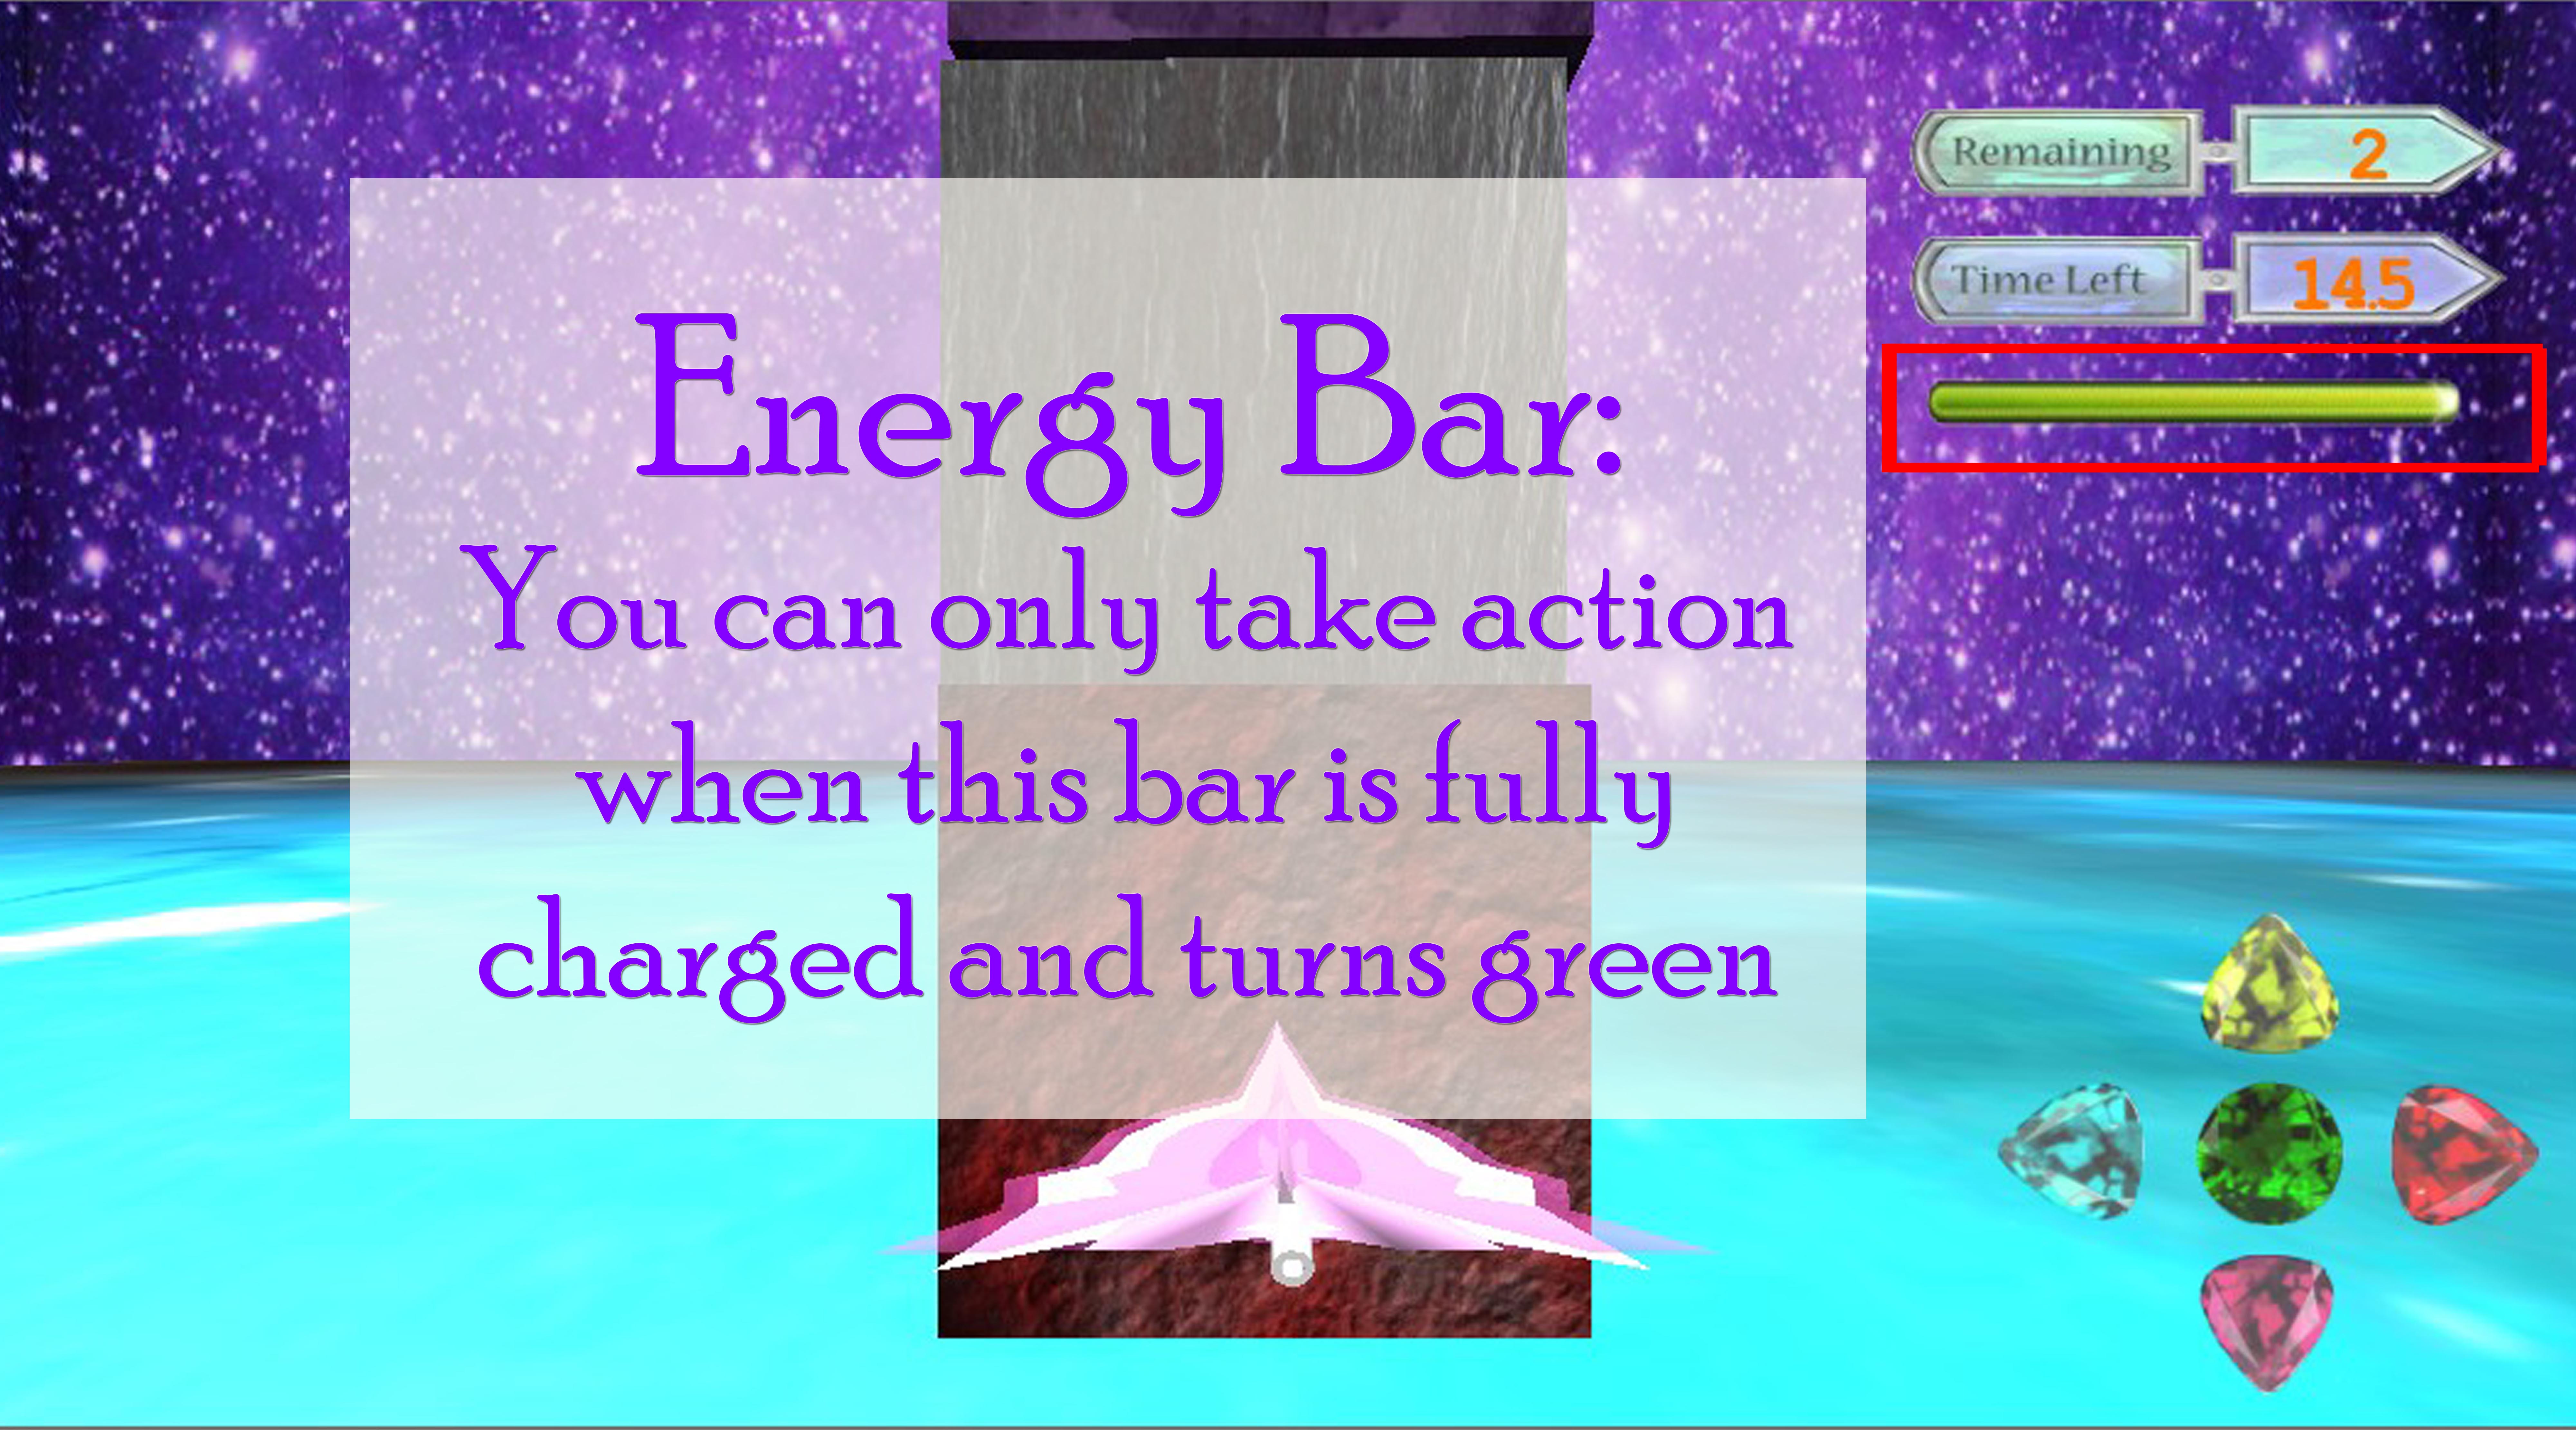 Remaining 2
Time Left 14.5
Energy Bar:
You can only take action
when this bar is fully
charged and turns green